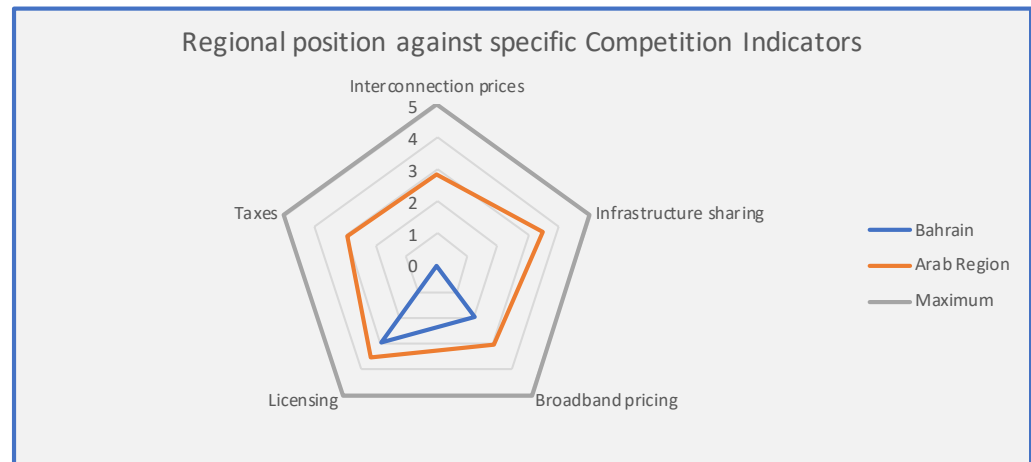 Regional position against specific Competition Indicators
Interconnection prices
5
4
3
2
1
0
Taxes
Infrastructure sharing
Licensing
Broadband pricing
Bahrain
Arab Region
Maximum